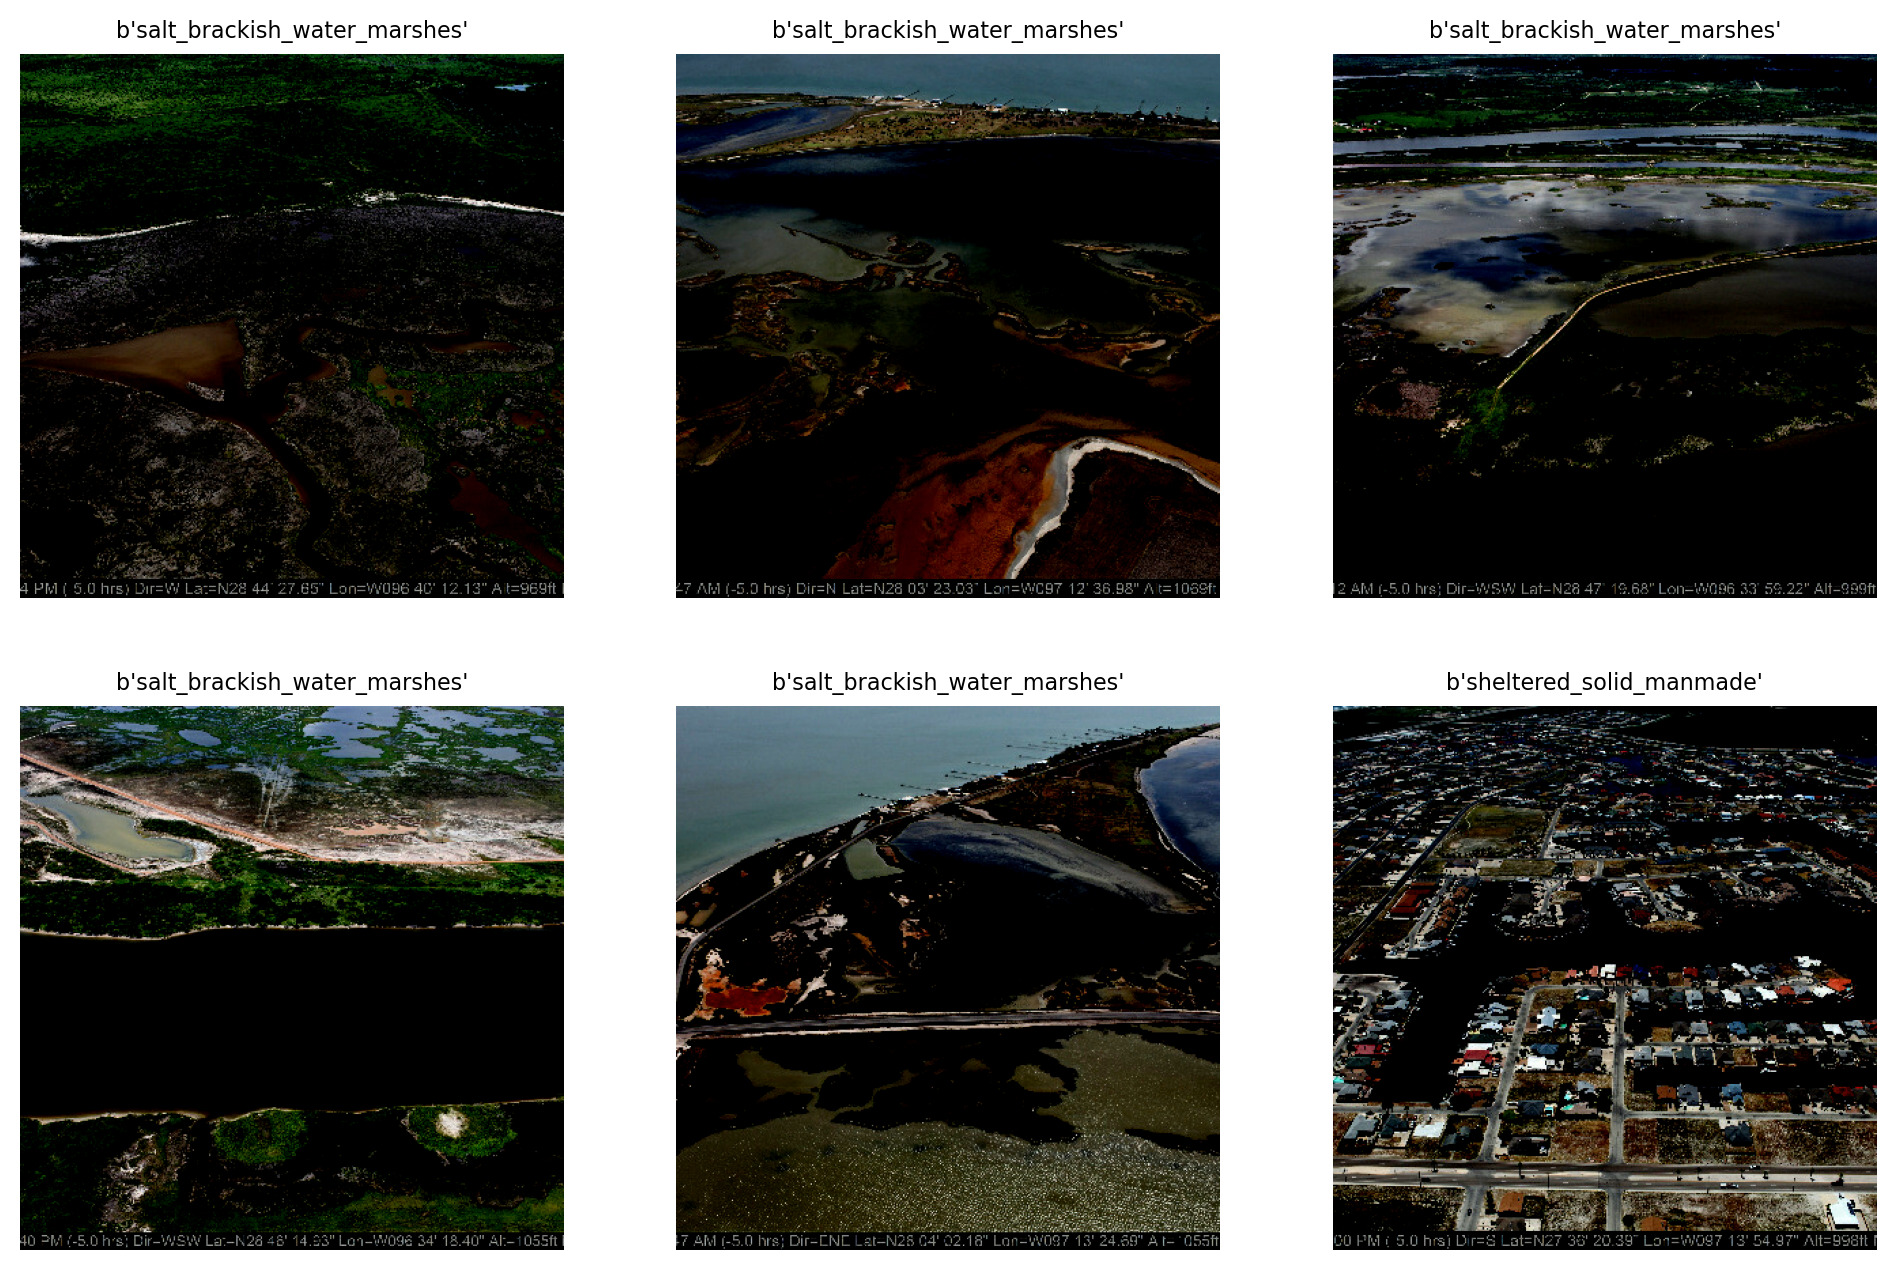 b'salt_brackish_water_marshes'
b'salt_brackish_water_marshes'
b'salt_brackish_water_marshes'
4 PM (-5.0 hrs) Dir=W Lat=N28 44' 27.65" Lon=W096 40' 12.13" Alt=969ft
47 AM (-5.0 hrs) Dir=N Lat=N28 03' 23.03" Lon=W097 12' 36.98" Alt=1069ft
12 AM (-5.0 hrs) Dir=WSW Lat=N28 47' 19.68" Lon=W096 33' 59.22" Alt=999ft
b'salt_brackish_water_marshes'
b'salt_brackish_water_marshes'
b'sheltered_solid_manmade'
40 PM (-5.0 hrs) Dir=WSW Lat=N28 46' 14.93" Lon=W096 34' 18.40" Alt=1055ft
47 AM (-5.0 hrs) Dir=ENE Lat=N28 04' 02.18" Lon=W097 13' 24.69" Alt=1055ft
00 PM (-5.0 hrs) Dir=S Lat=N27 36' 20.39" Lon=W097 13' 54.97" Alt=998ft